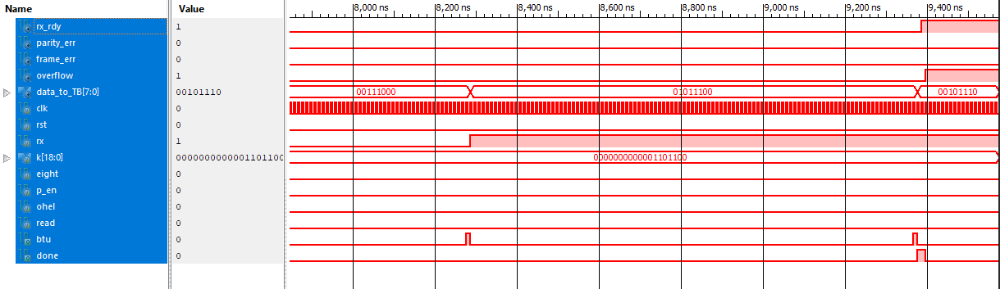 Name Value 8,000 ns 8,200 ns 8,400 ns 8,600 ns 8,800 ns 9,000 ns 9,200 ns 9,400 ns
rx_rdy 1
parity_err 0
frame_err 0
overflow 1
data_to_TB[7:0] 00101110 00111000 01011100 00101110
clk 0
rst 0
rx 1
k[18:0] 0000000000001101100 0000000000001101100
eight 0
p_en 0
ohel 0
read 0
btu 0
done 0